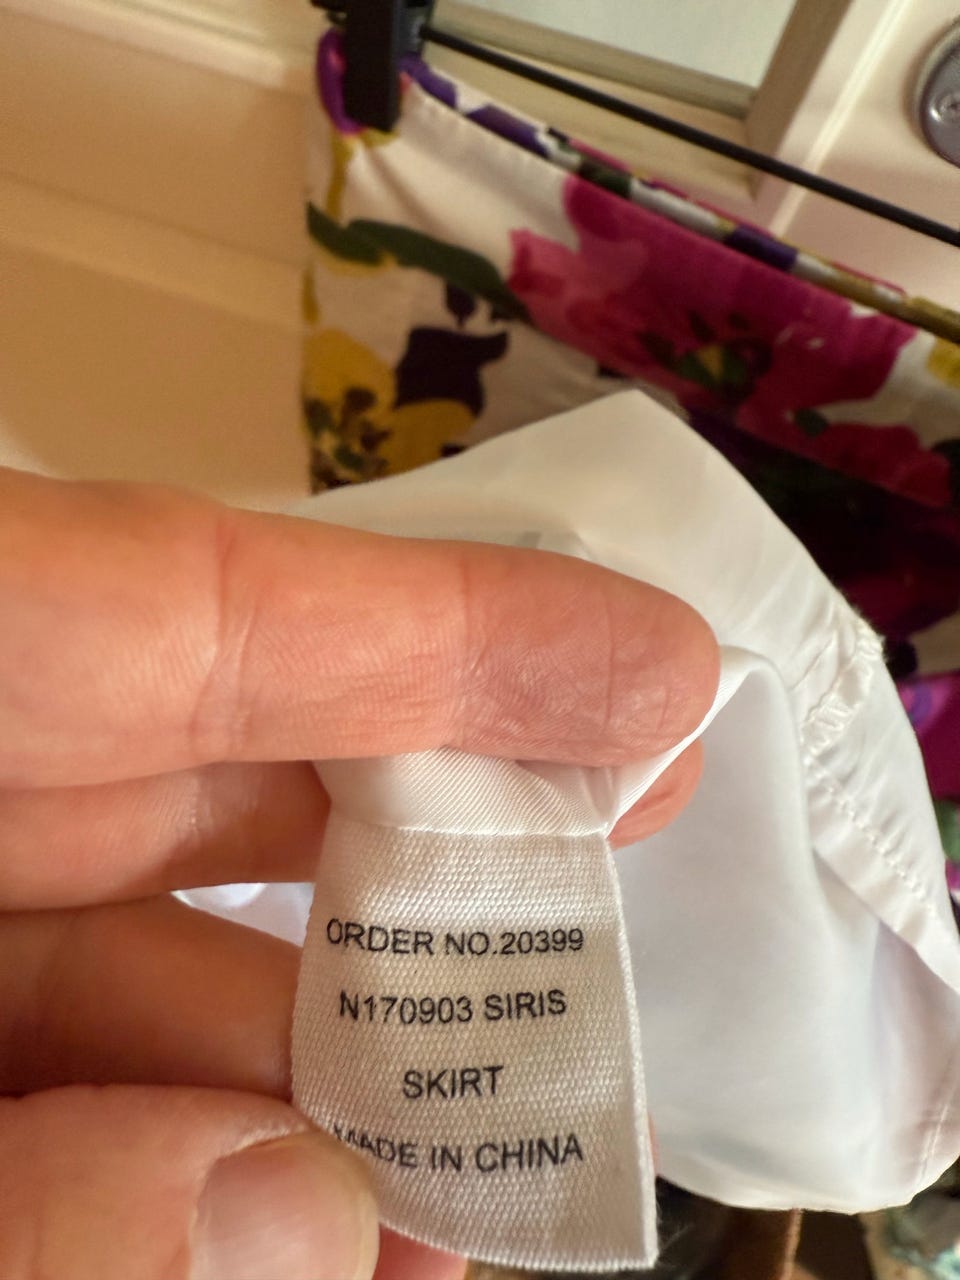 ORDER NO.20399
N170903 SIRIS
SKIRT
MADE IN CHINA